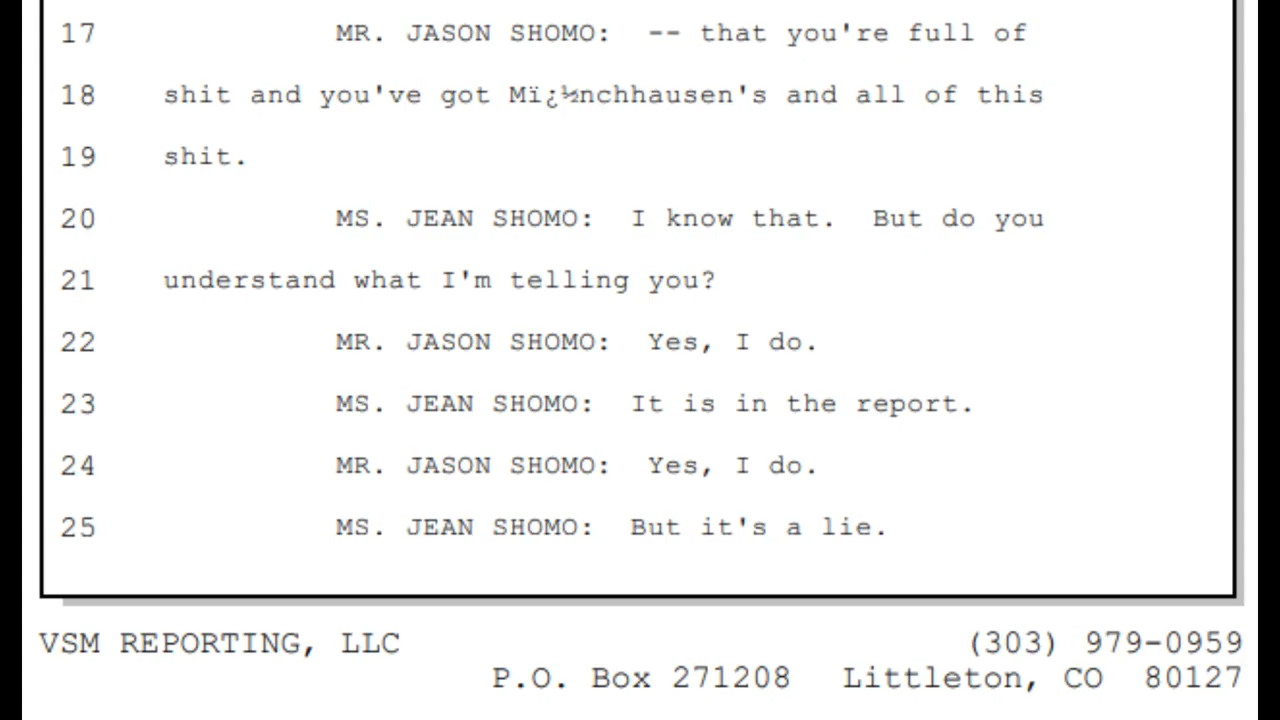 17 MR. JASON SHOMO: -- that you're full of
18 shit and you've got Mï¿½nchhausen's and all of this
19 shit.
20 MS. JEAN SHOMO: I know that. But do you
21 understand what I'm telling you?
22 MR. JASON SHOMO: Yes, I do.
23 MS. JEAN SHOMO: It is in the report.
24 MR. JASON SHOMO: Yes, I do.
25 MS. JEAN SHOMO: But it's a lie.
VSM REPORTING, LLC (303) 979-0959
P.O. Box 271208 Littleton, CO 80127